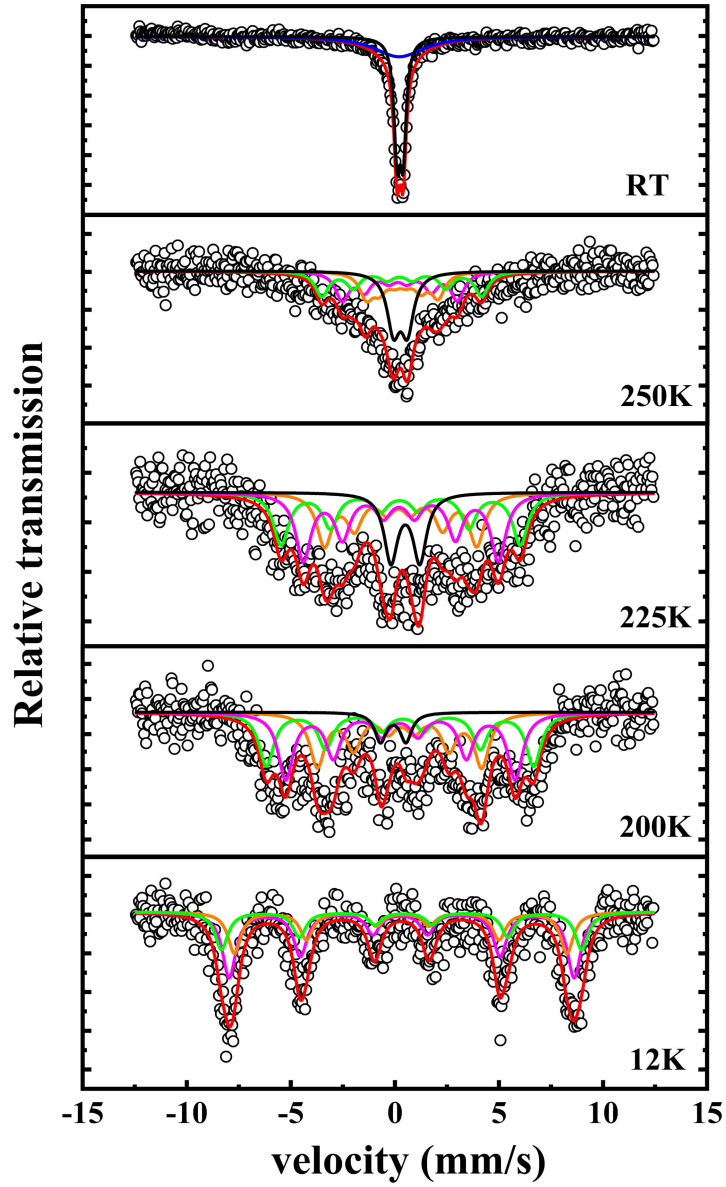 Relative transmission
RT
250K
225K
200K
12K
-15 -10 -5 0 5 10 15
velocity (mm/s)